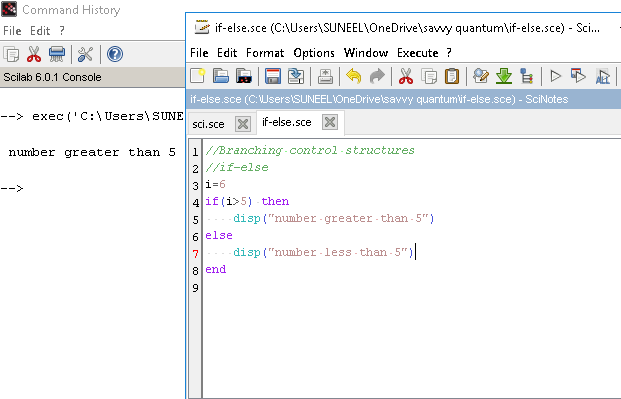 Command History
File Edit ?
Scilab 6.0.1 Console
--> exec('C:\Users\SUNE
number greater than 5
-->
if-else.sce (C:\Users\SUNEEL\OneDrive\savvy quantum\if-else.sce) - Sci...
File Edit Format Options Window Execute ?
if-else.sce (C:\Users\SUNEEL\OneDrive\savvy quantum\if-else.sce) - SciNotes
sci.sce if-else.sce
1 //Branching control structures
2 //if-else
3 i=6
4 if(i>5) then
5 disp("number greater than 5")
6 else
7 disp("number less than 5")
8 end
9